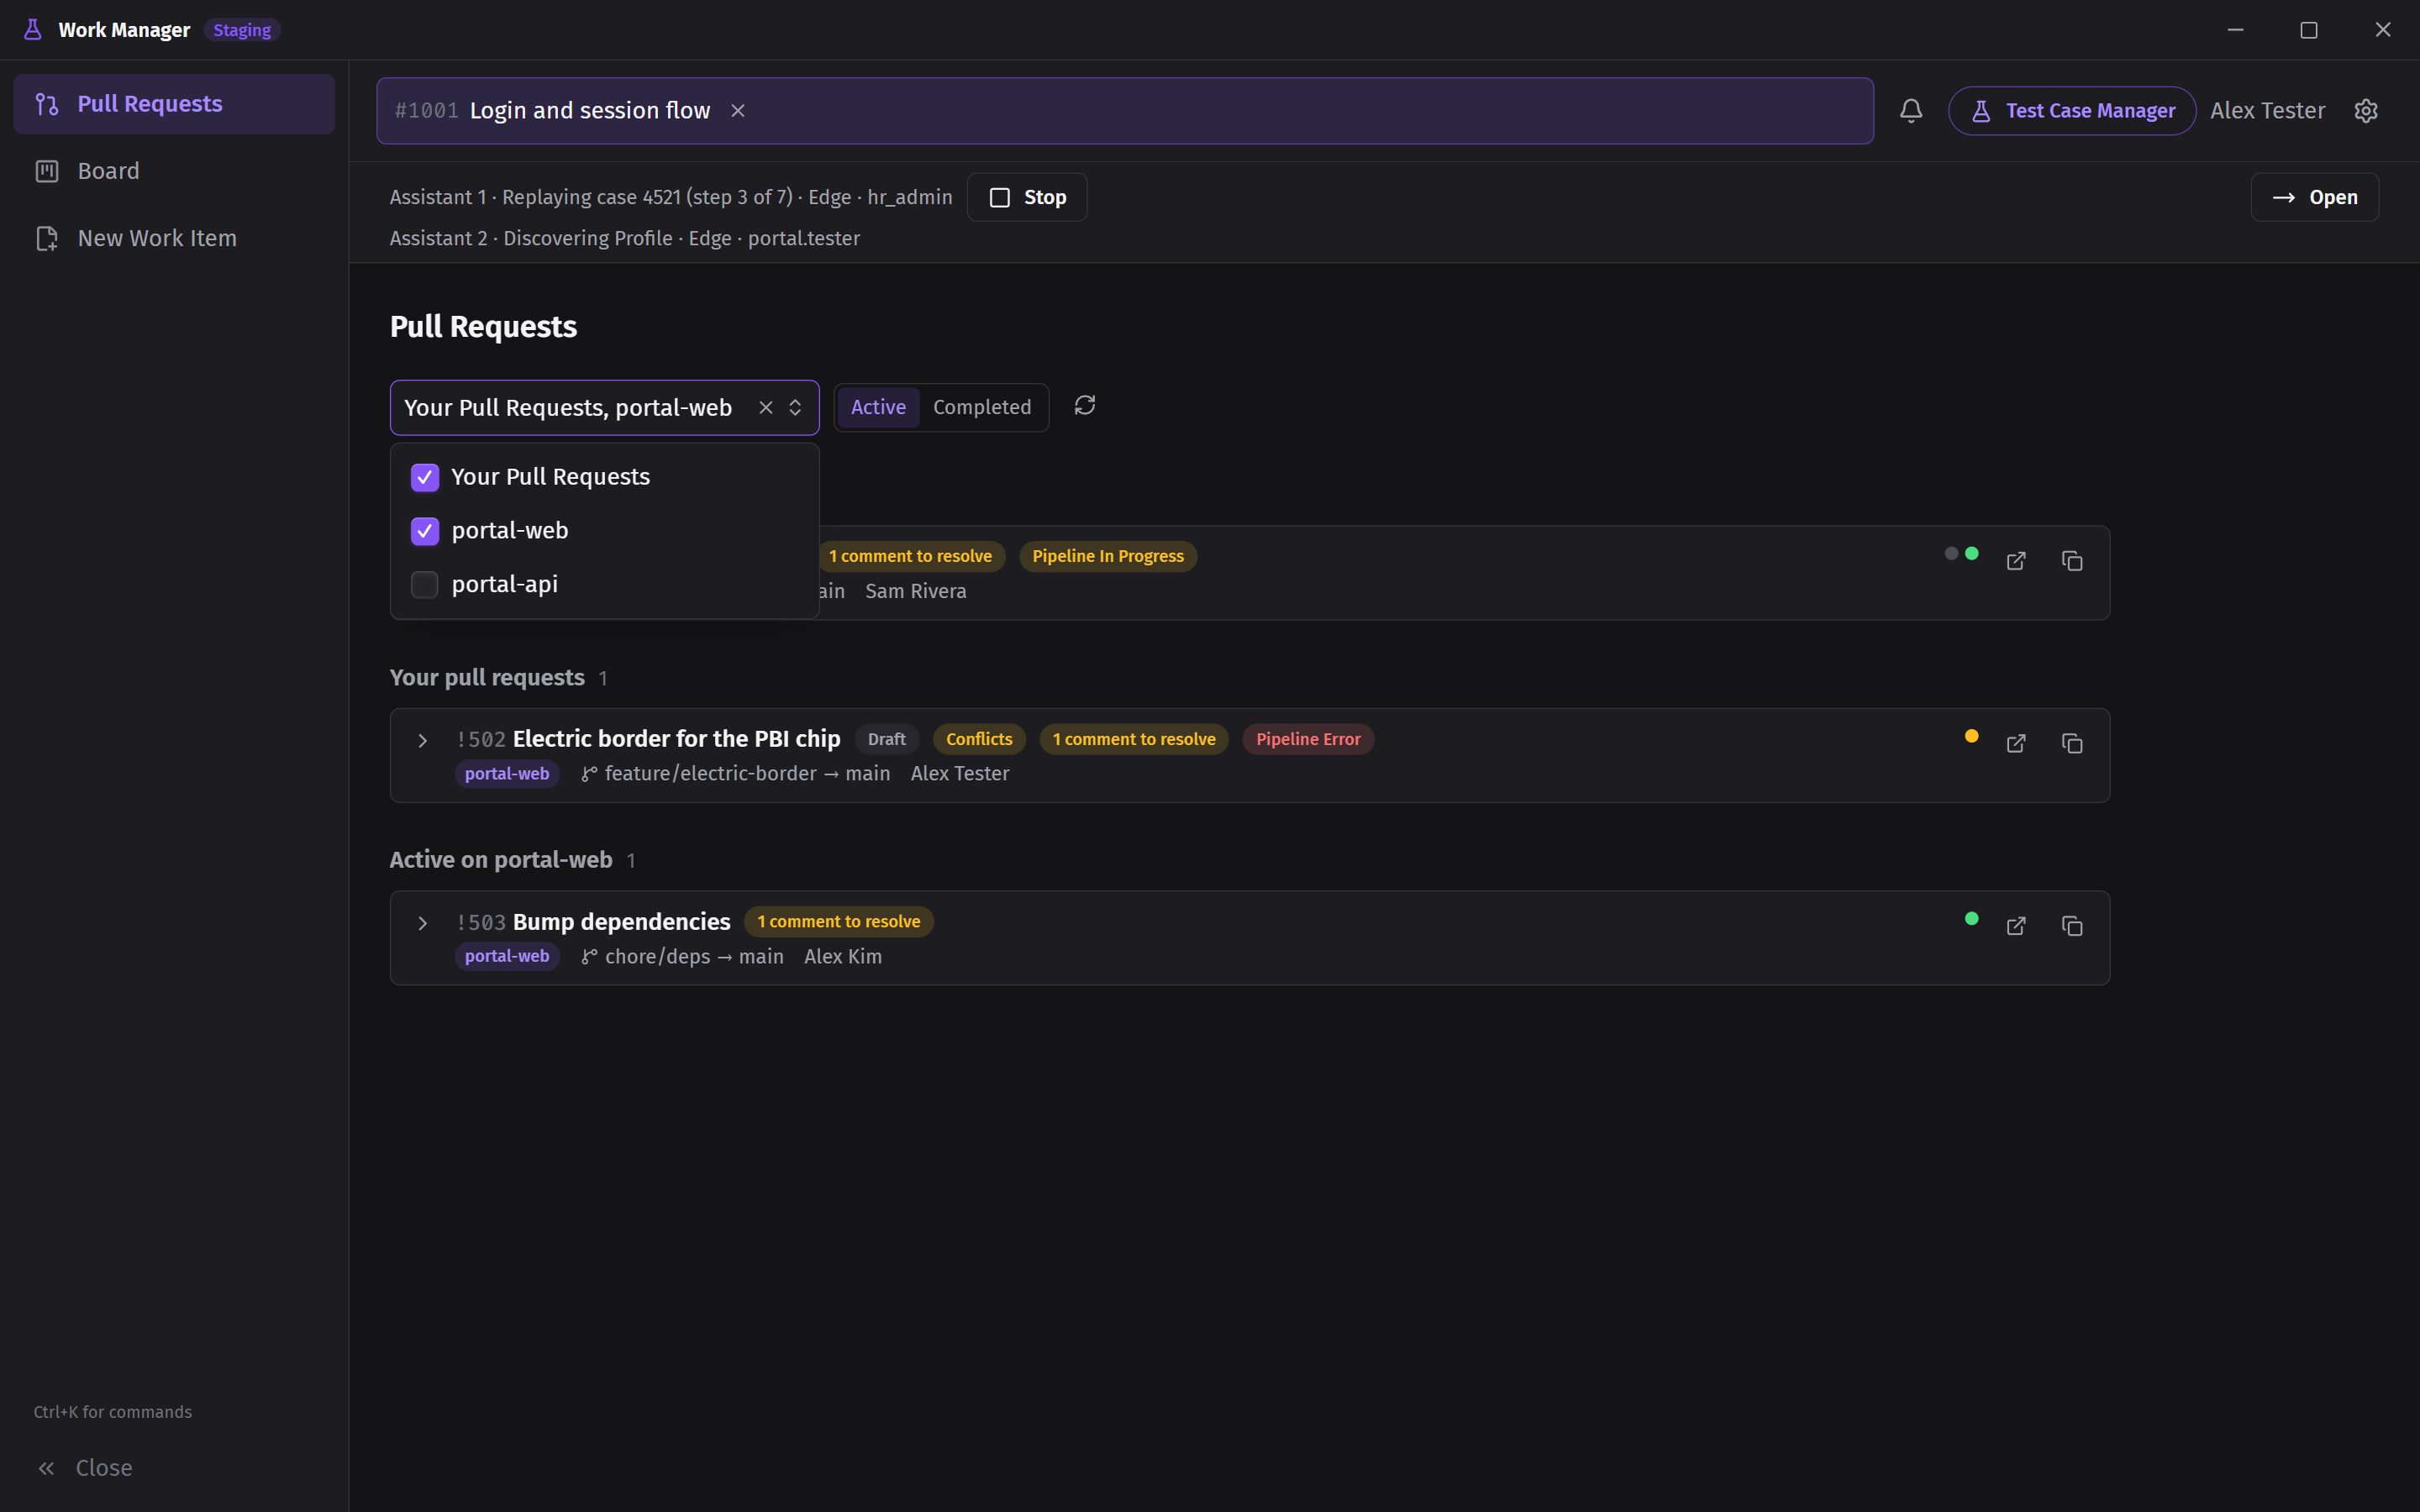 Work Manager Staging
Pull Requests
Board
New Work Item
Ctrl+K for commands
Close
#1001 Login and session flow
Test Case Manager
Alex Tester
Assistant 1 · Replaying case 4521 (step 3 of 7) · Edge · hr_admin
Stop
Open
Assistant 2 · Discovering Profile · Edge · portal.tester
Pull Requests
Your Pull Requests, portal-web
Active Completed
Your Pull Requests
portal-web
portal-api
1 comment to resolve Pipeline In Progress
Sam Rivera
Your pull requests 1
!502 Electric border for the PBI chip Draft Conflicts 1 comment to resolve Pipeline Error
portal-web feature/electric-border → main Alex Tester
Active on portal-web 1
!503 Bump dependencies 1 comment to resolve
portal-web chore/deps → main Alex Kim